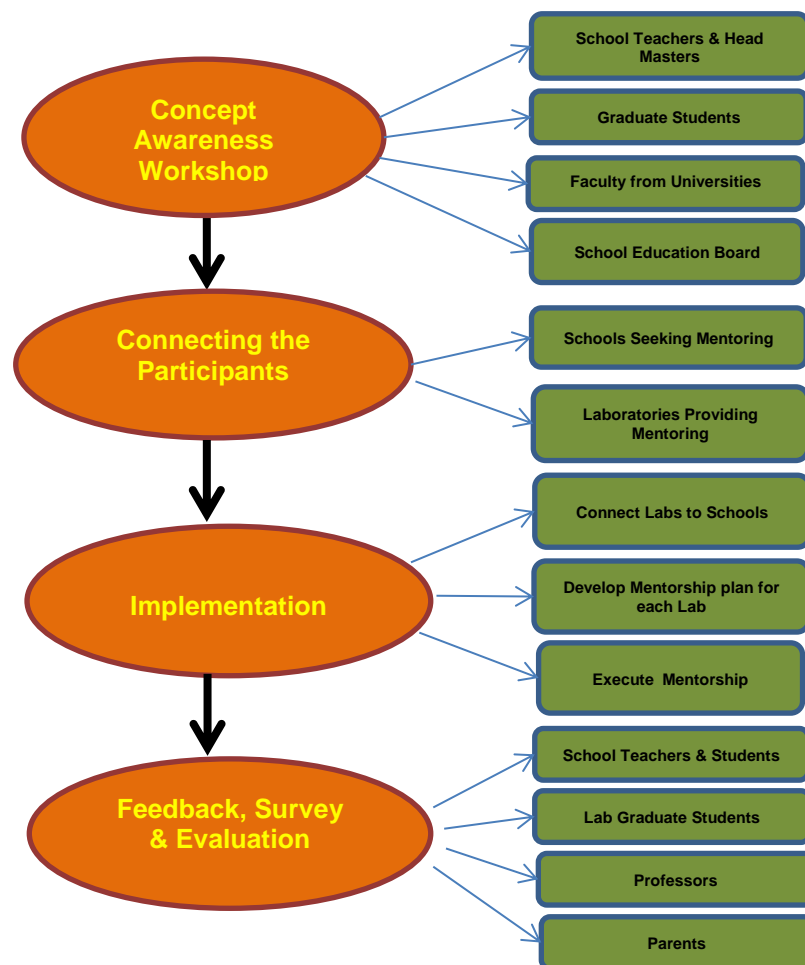 Concept
Awareness
Workshop
School Teachers & Head
Masters
Graduate Students
Faculty from Universities
School Education Board
Connecting the
Participants
Schools Seeking Mentoring
Laboratories Providing
Mentoring
Implementation
Connect Labs to Schools
Develop Mentorship plan for
each Lab
Execute Mentorship
Feedback, Survey
& Evaluation
School Teachers & Students
Lab Graduate Students
Professors
Parents